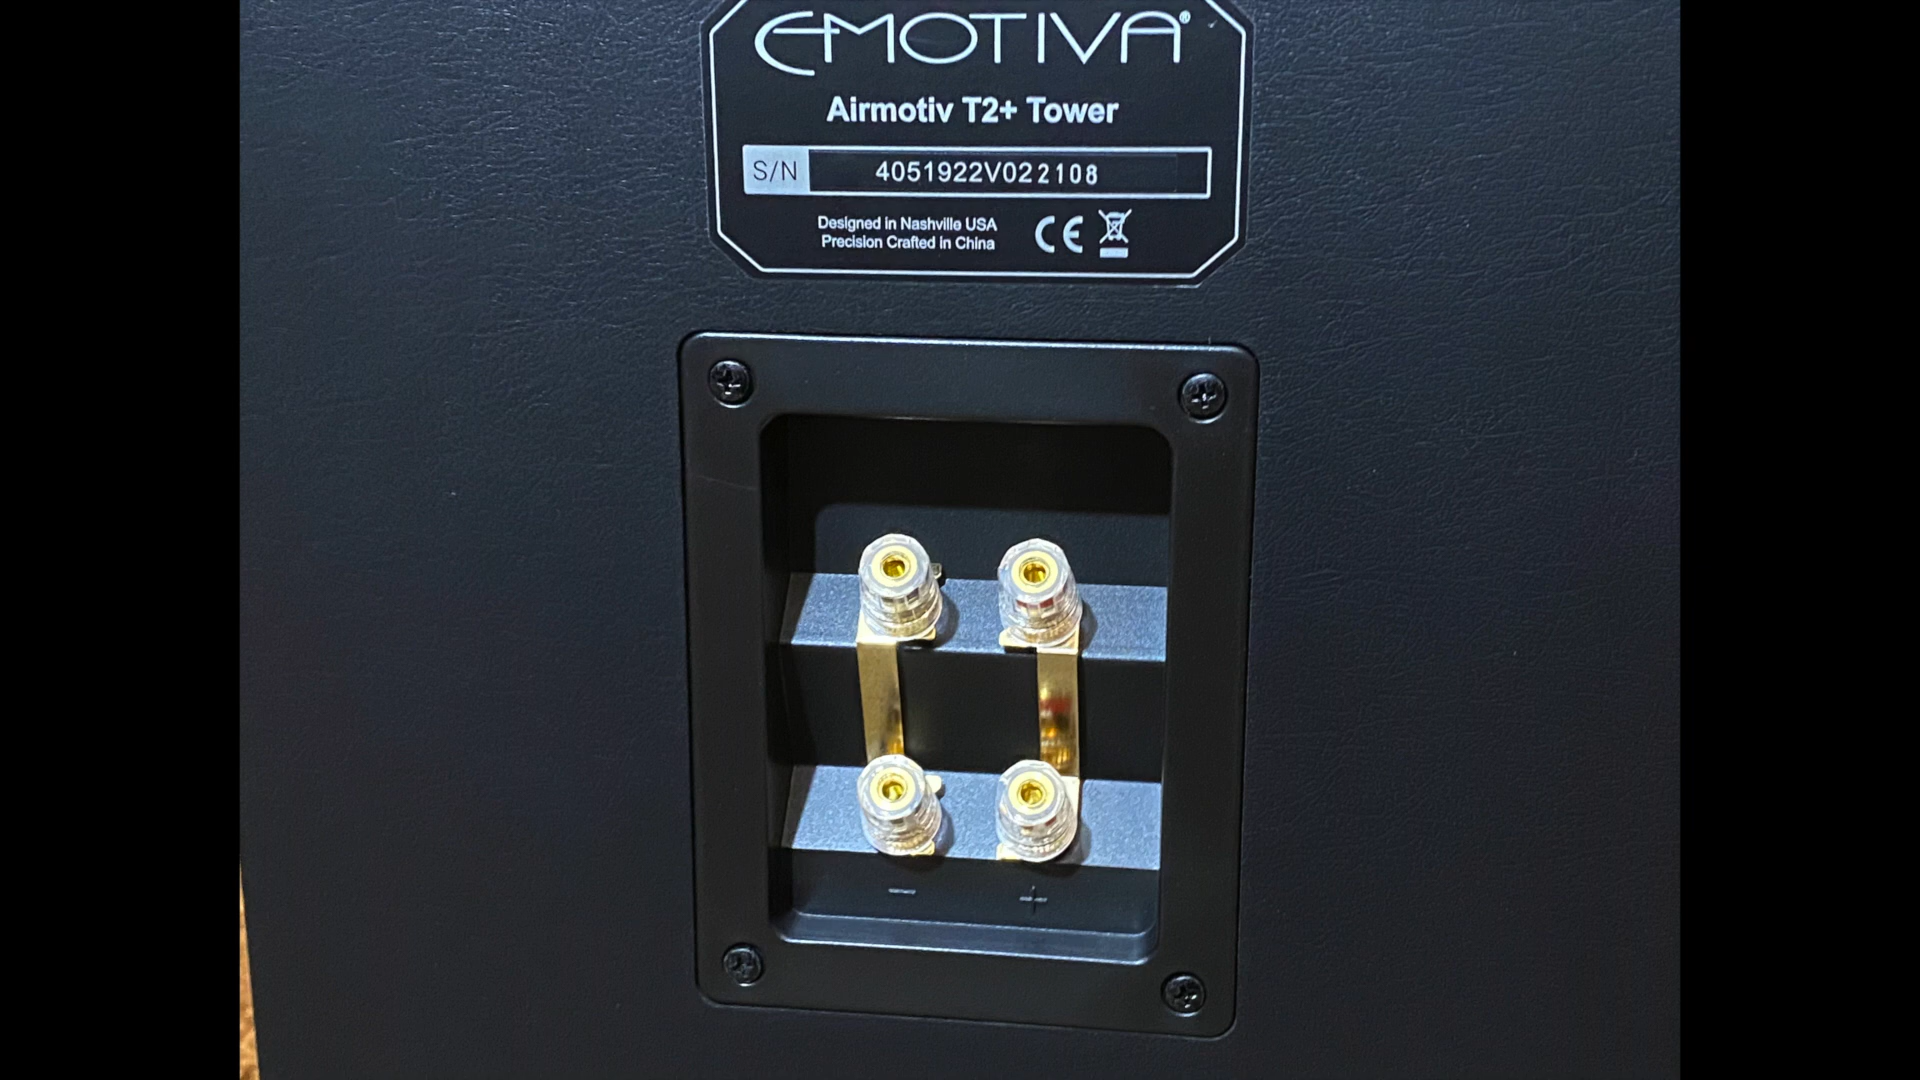 EMOTIVA®
Airmotiv T2+ Tower
S/N 4051922V022108
Designed in Nashville USA
Precision Crafted in China
CE
− +